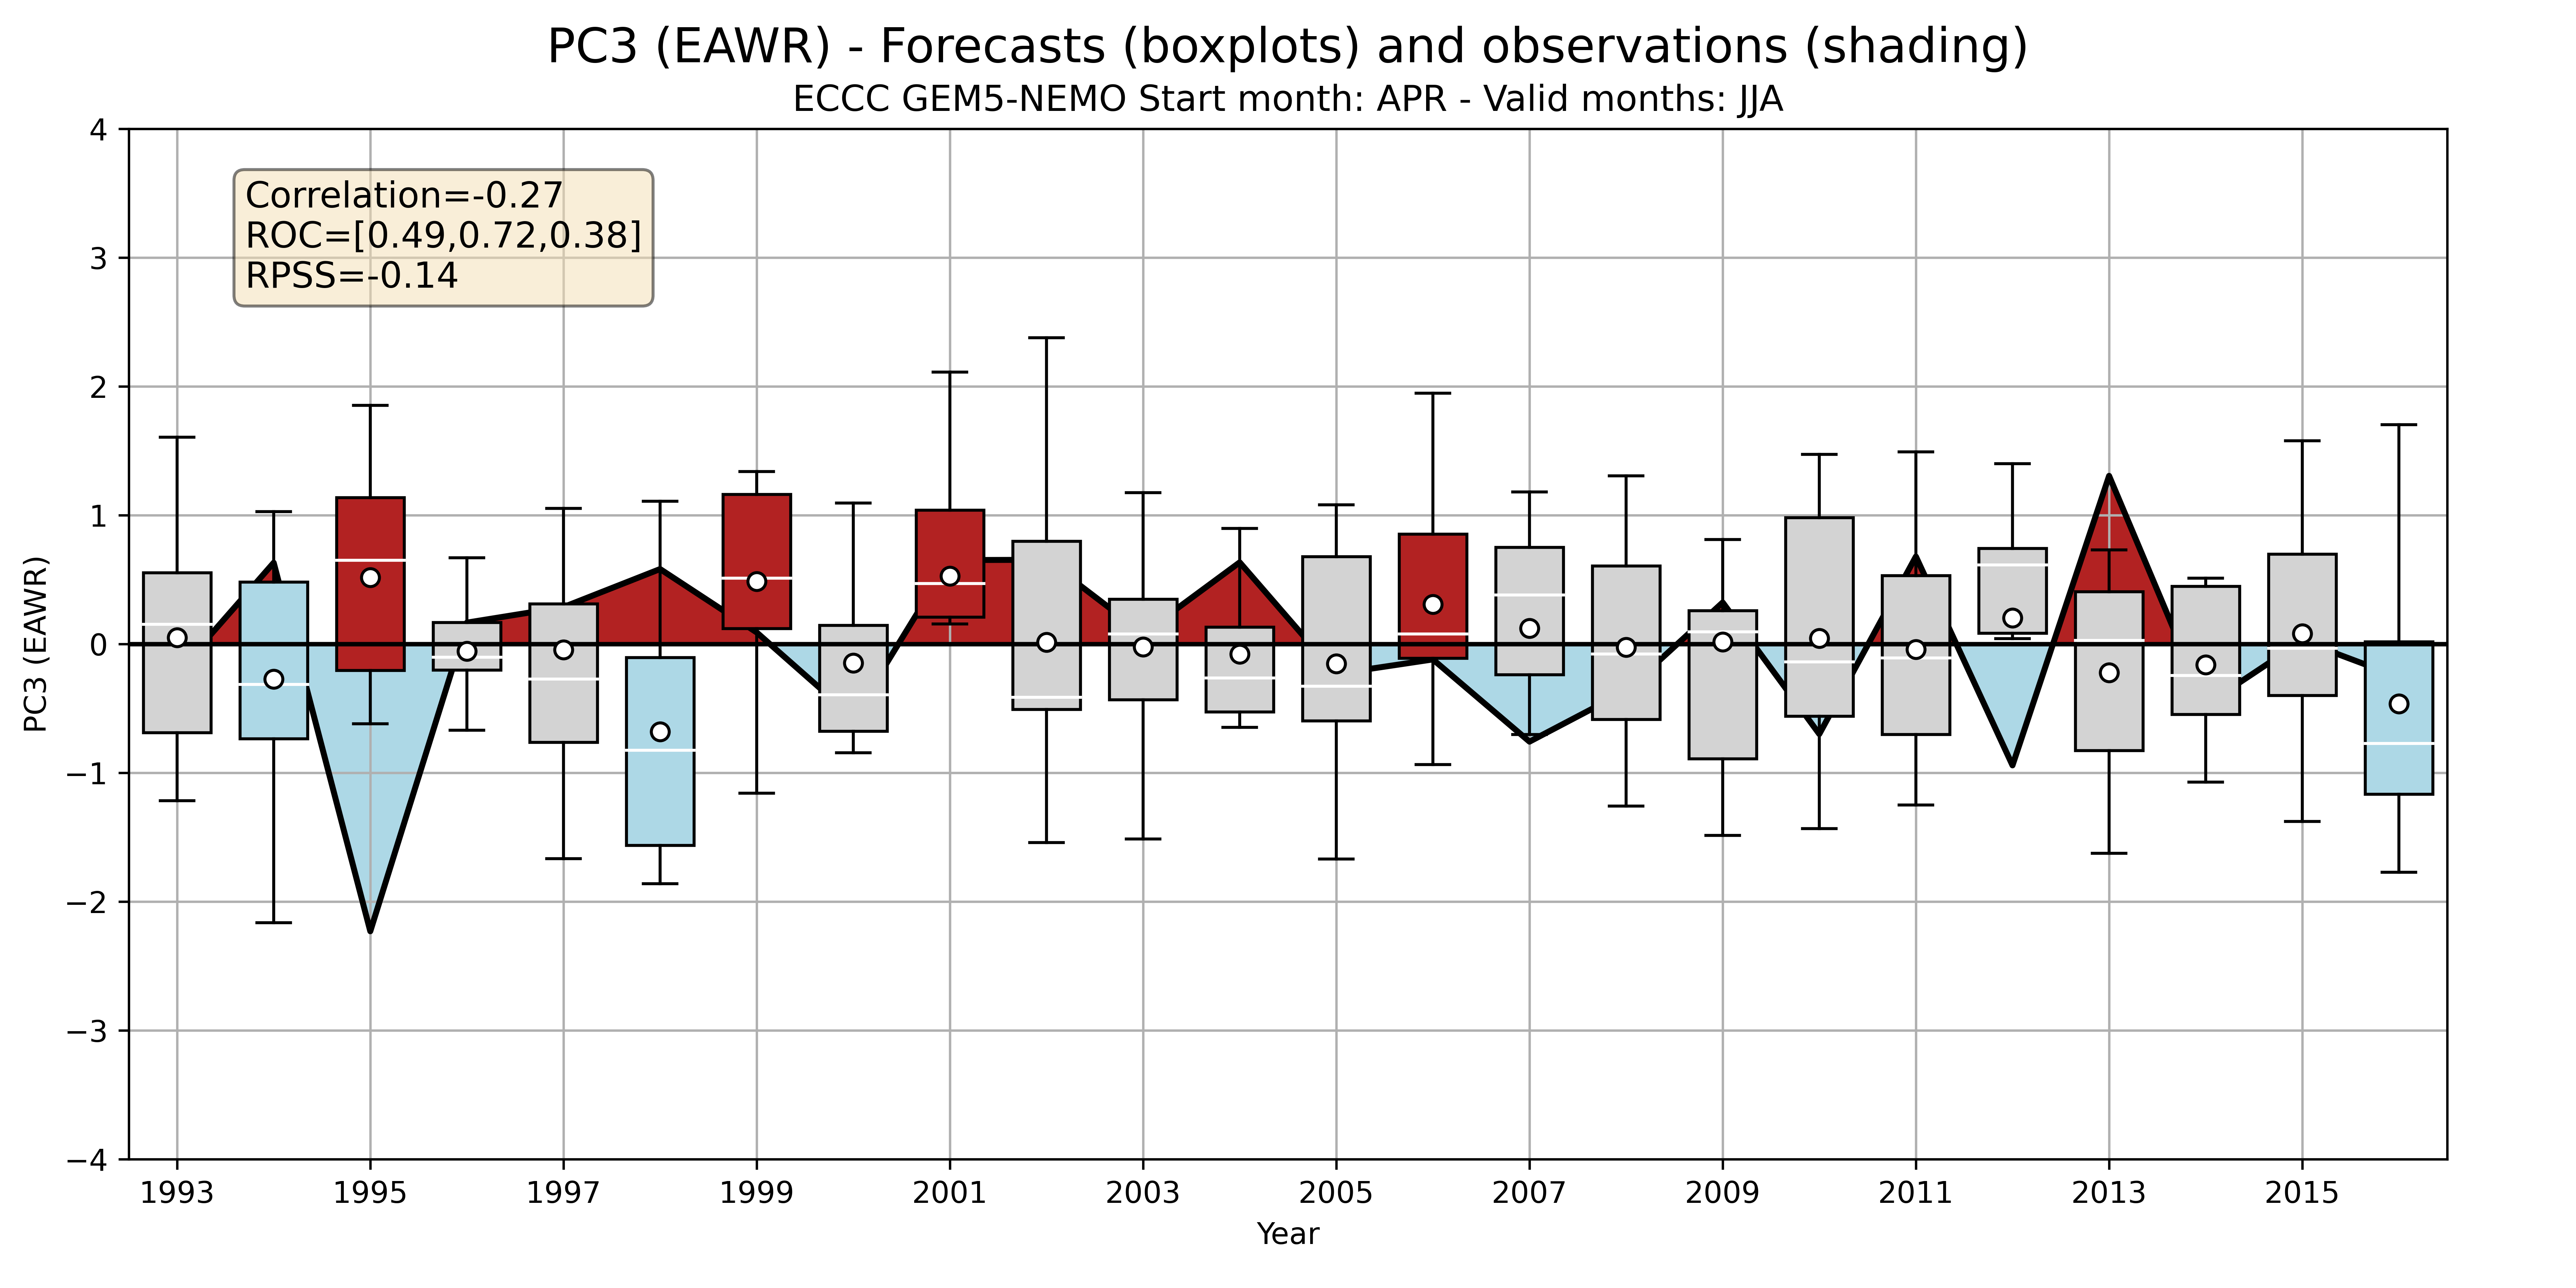 PC3 (EAWR) - Forecasts (boxplots) and observations (shading)
ECCC GEM5-NEMO Start month: APR - Valid months: JJA
Correlation=-0.27
ROC=[0.49,0.72,0.38]
RPSS=-0.14
PC3 (EAWR)
4
3
2
1
0
−1
−2
−3
−4
1993 1995 1997 1999 2001 2003 2005 2007 2009 2011 2013 2015
Year